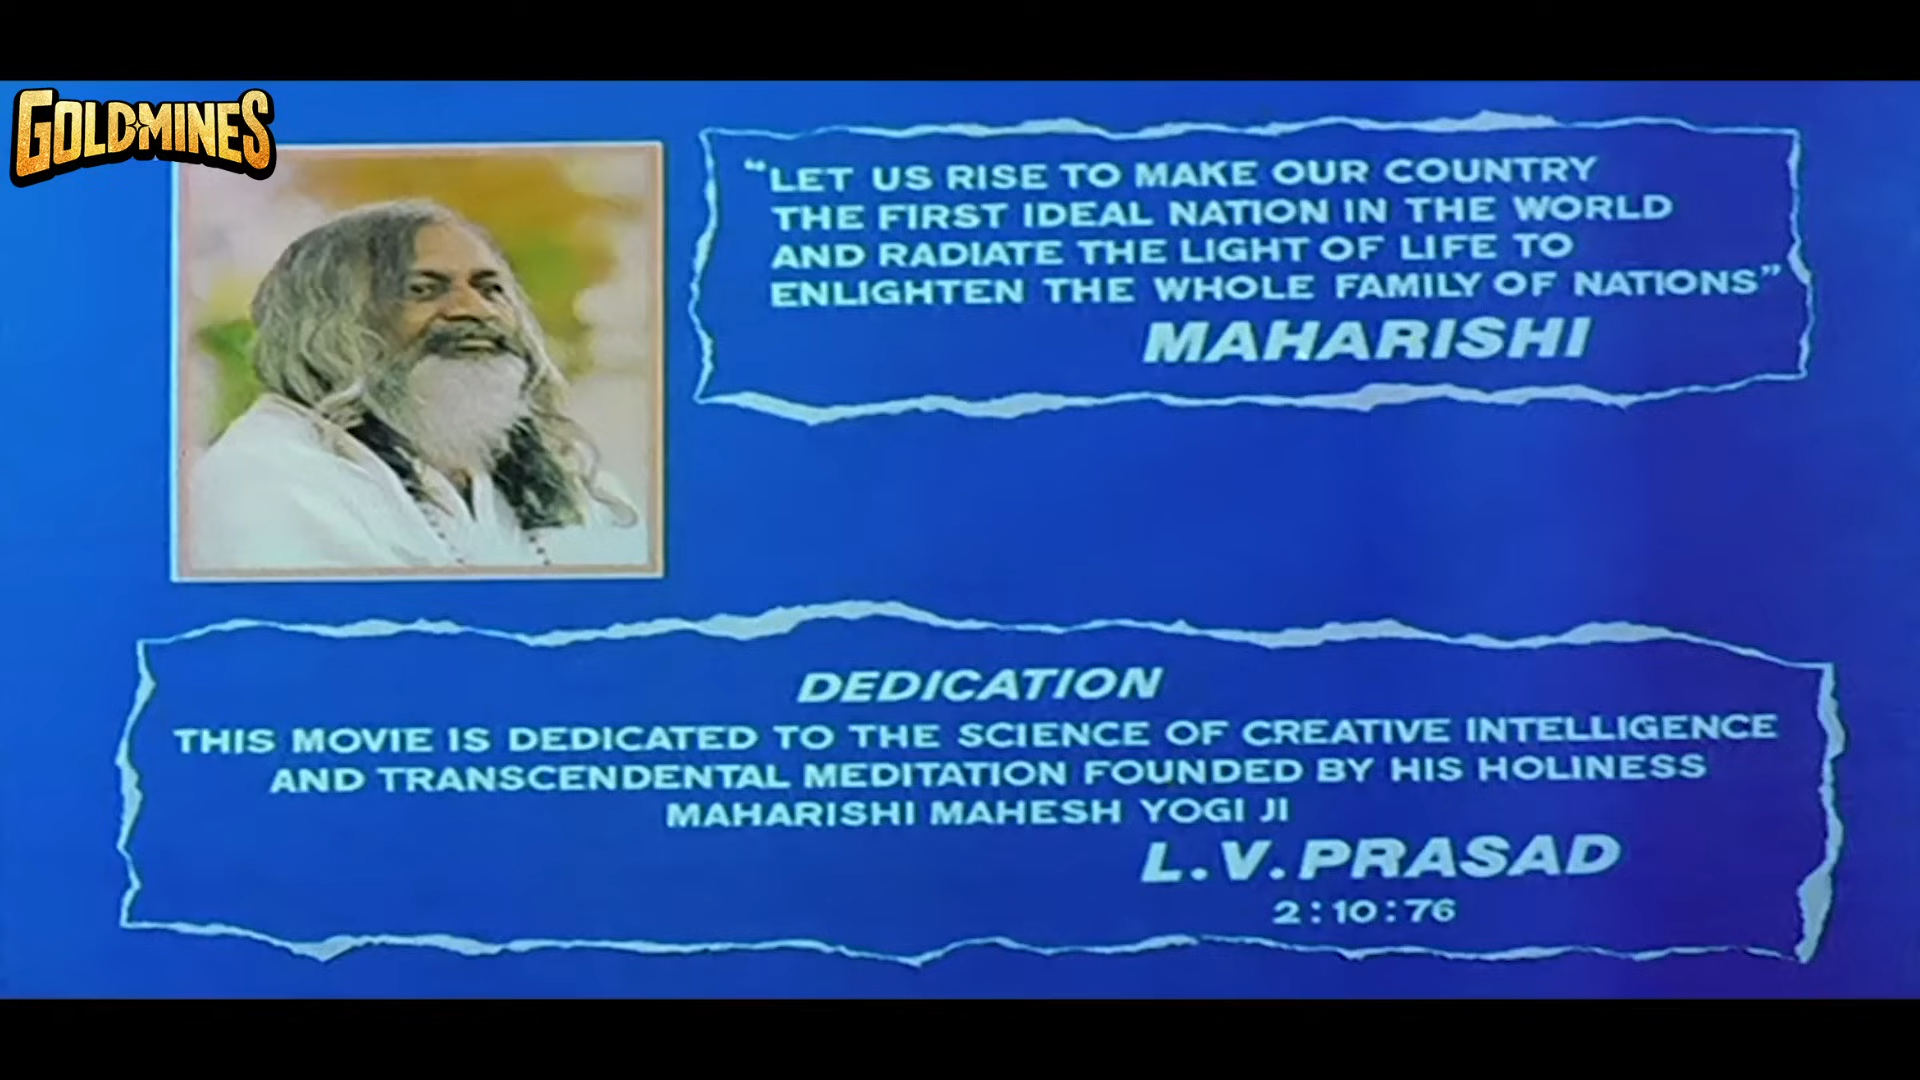 GOLDMINES
“LET US RISE TO MAKE OUR COUNTRY
THE FIRST IDEAL NATION IN THE WORLD
AND RADIATE THE LIGHT OF LIFE TO
ENLIGHTEN THE WHOLE FAMILY OF NATIONS”
MAHARISHI
DEDICATION
THIS MOVIE IS DEDICATED TO THE SCIENCE OF CREATIVE INTELLIGENCE
AND TRANSCENDENTAL MEDITATION FOUNDED BY HIS HOLINESS
MAHARISHI MAHESH YOGI JI
L.V.PRASAD
2:10:76